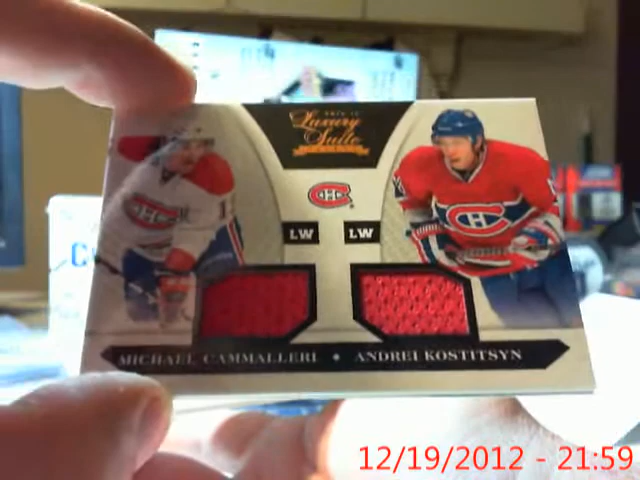 Luxury
Suite
LW LW
MICHAEL CAMMALLERI • ANDREI KOSTITSYN
12/19/2012 - 21:59